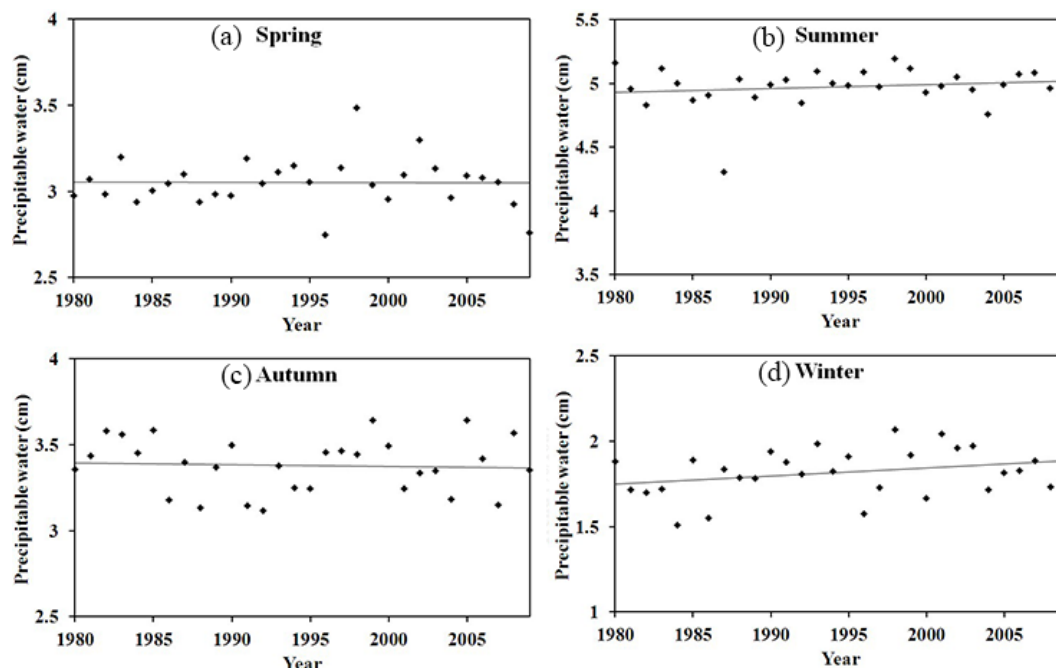 (a) Spring
Precipitable water (cm)
4
3.5
3
2.5
1980 1985 1990 1995 2000 2005
Year
(b) Summer
Precipitable water (cm)
5.5
5
4.5
4
3.5
1980 1985 1990 1995 2000 2005
Year
(c) Autumn
Precipitable water (cm)
4
3.5
3
2.5
1980 1985 1990 1995 2000 2005
Year
(d) Winter
Precipitable water (cm)
2.5
2
1.5
1
1980 1985 1990 1995 2000 2005
Year